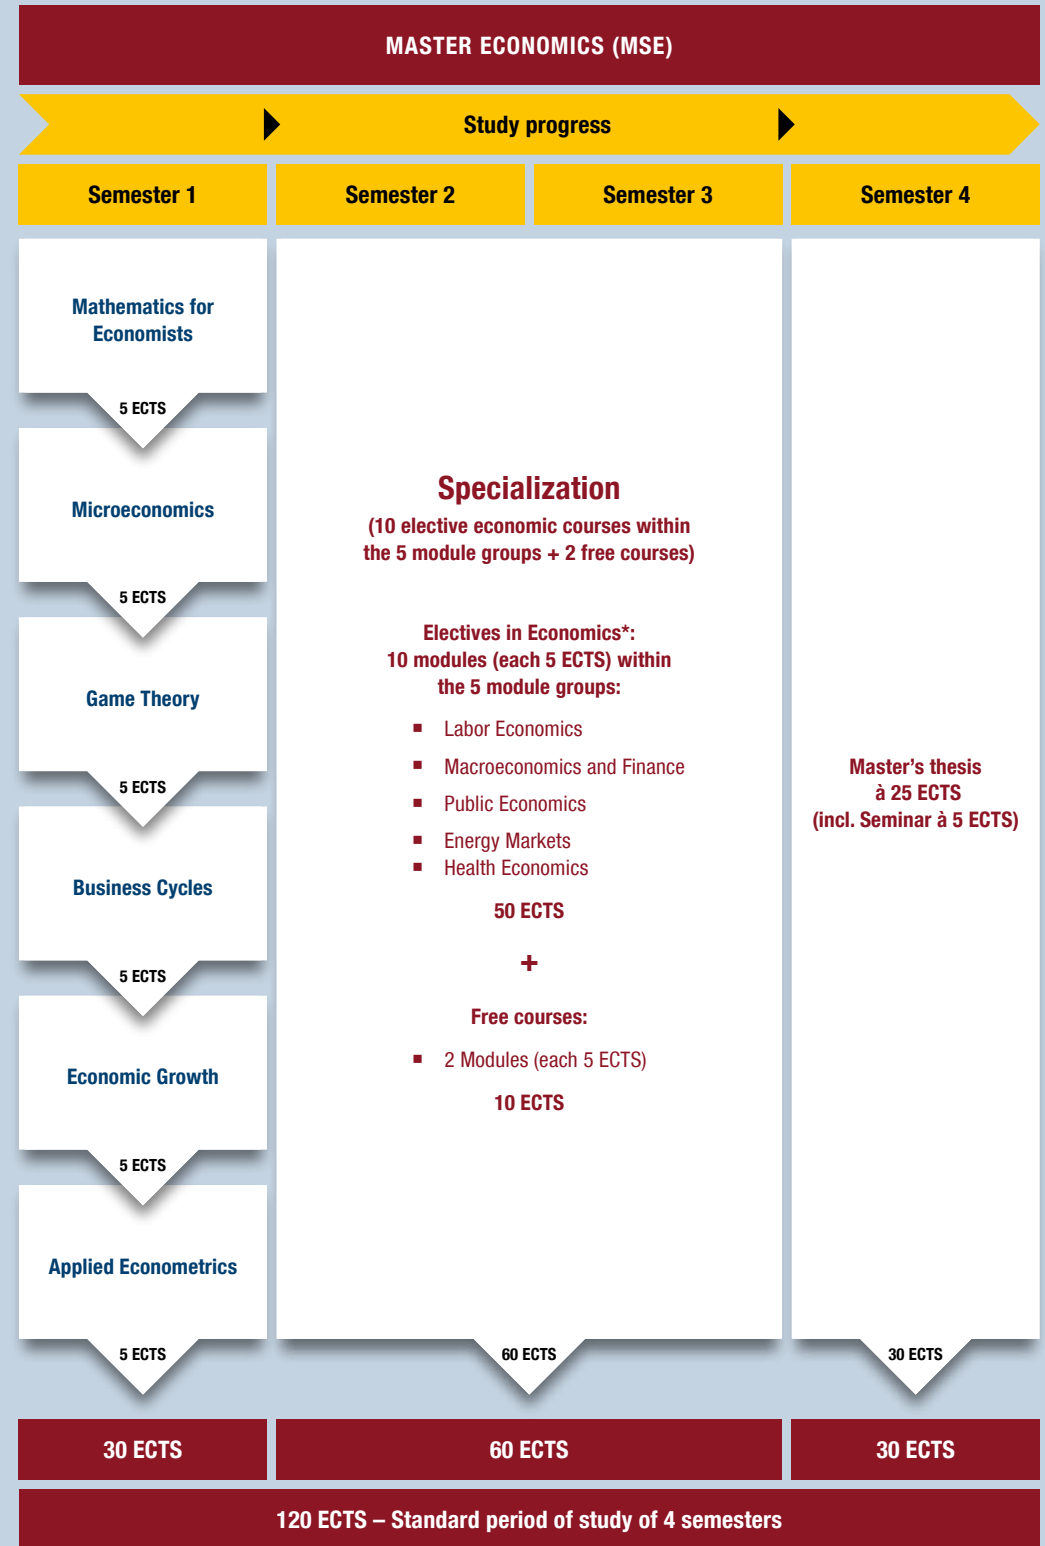 MASTER ECONOMICS (MSE)
Study progress
Semester 1
Semester 2
Semester 3
Semester 4
Mathematics for
Economists
5 ECTS
Microeconomics
5 ECTS
Game Theory
5 ECTS
Business Cycles
5 ECTS
Economic Growth
5 ECTS
Applied Econometrics
5 ECTS
Specialization
(10 elective economic courses within
the 5 module groups + 2 free courses)
Electives in Economics*:
10 modules (each 5 ECTS) within
the 5 module groups:
▪ Labor Economics
▪ Macroeconomics and Finance
▪ Public Economics
▪ Energy Markets
▪ Health Economics
50 ECTS
+
Free courses:
▪ 2 Modules (each 5 ECTS)
10 ECTS
60 ECTS
Master's thesis
à 25 ECTS
(incl. Seminar à 5 ECTS)
30 ECTS
30 ECTS
60 ECTS
30 ECTS
120 ECTS – Standard period of study of 4 semesters